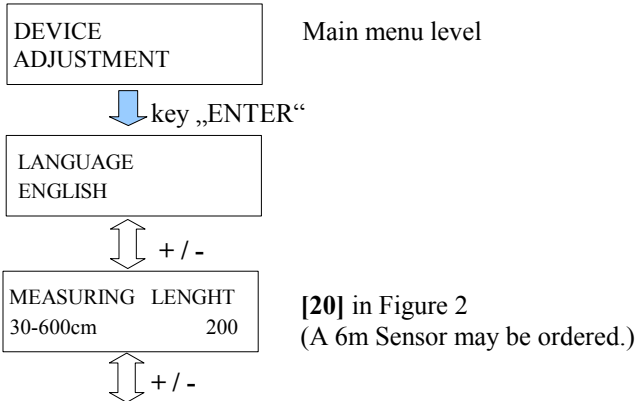 DEVICE
ADJUSTMENT
Main menu level
key „ENTER“
LANGUAGE
ENGLISH
+ / -
MEASURING LENGHT
30-600cm 200
[20] in Figure 2
(A 6m Sensor may be ordered.)
+ / -